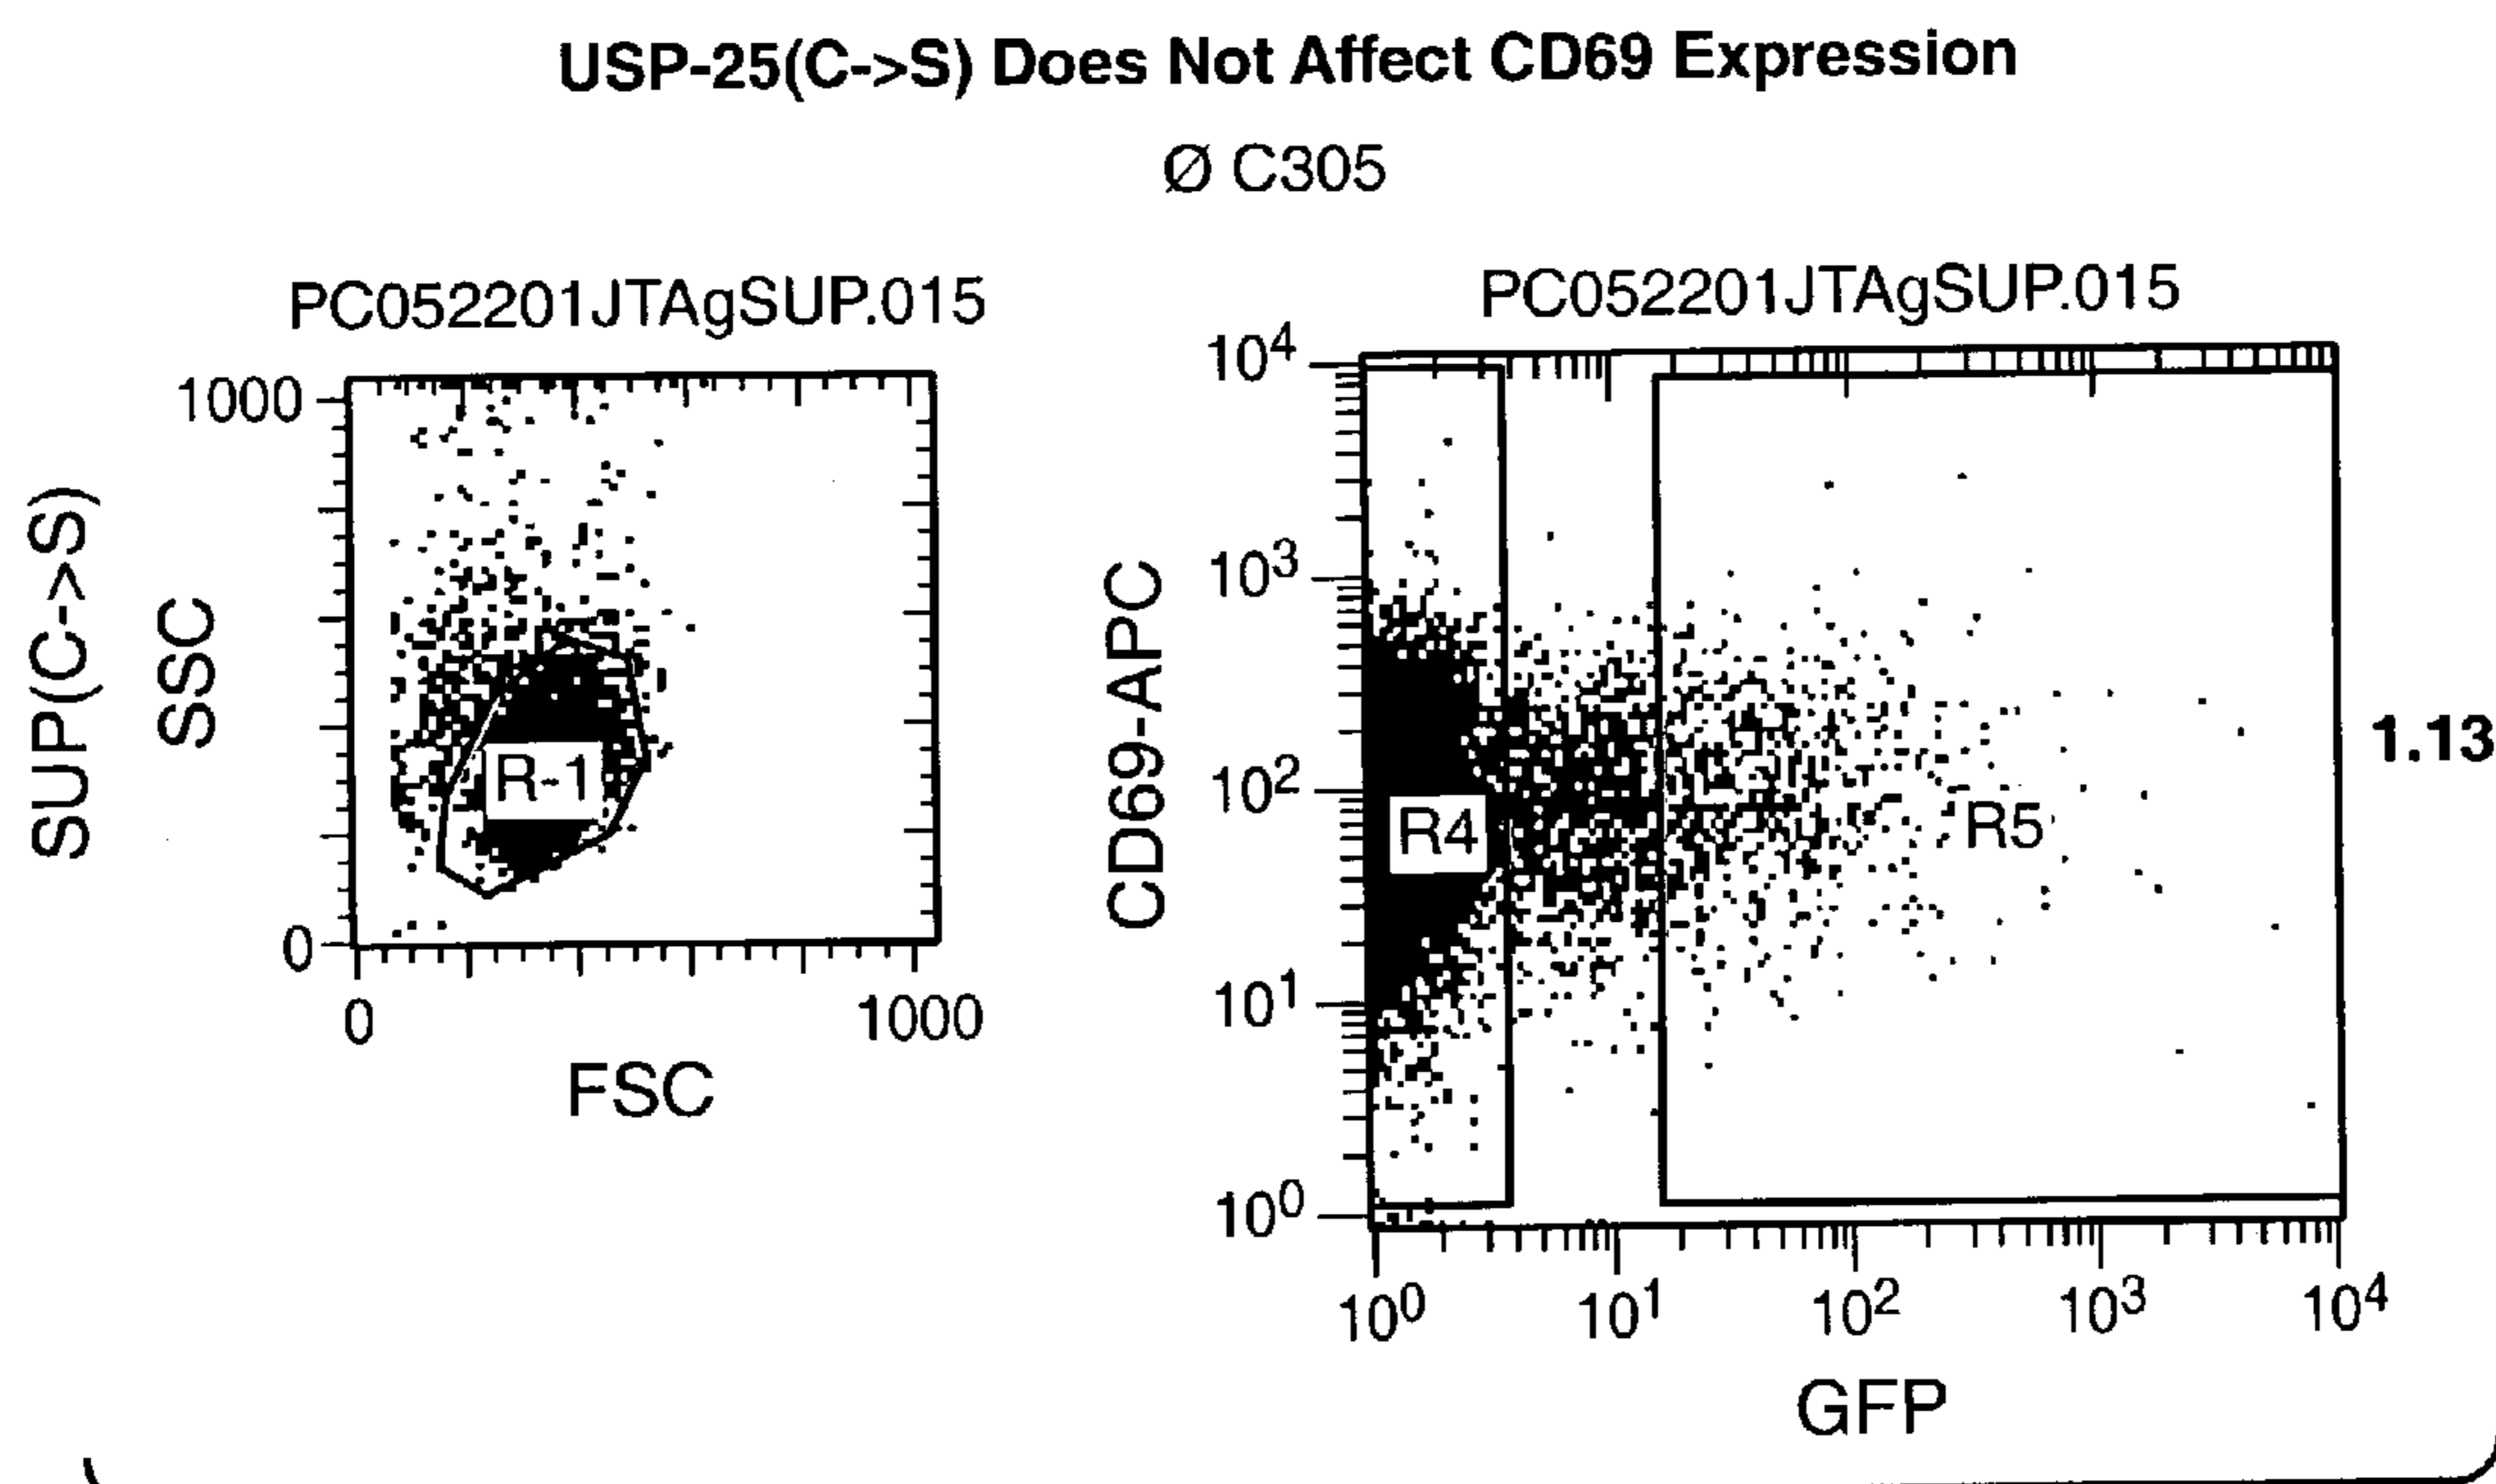 USP-25(C->S) Does Not Affect CD69 Expression
Ø C305
PC052201JTAgSUP.015
SUP(C->S)
SSC
1000
0
R-1
0
1000
FSC
PC052201JTAgSUP.015
CD69-APC
10⁴
10³
10²
10¹
10⁰
R4
R5
1.13
10⁰
10¹
10²
10³
10⁴
GFP